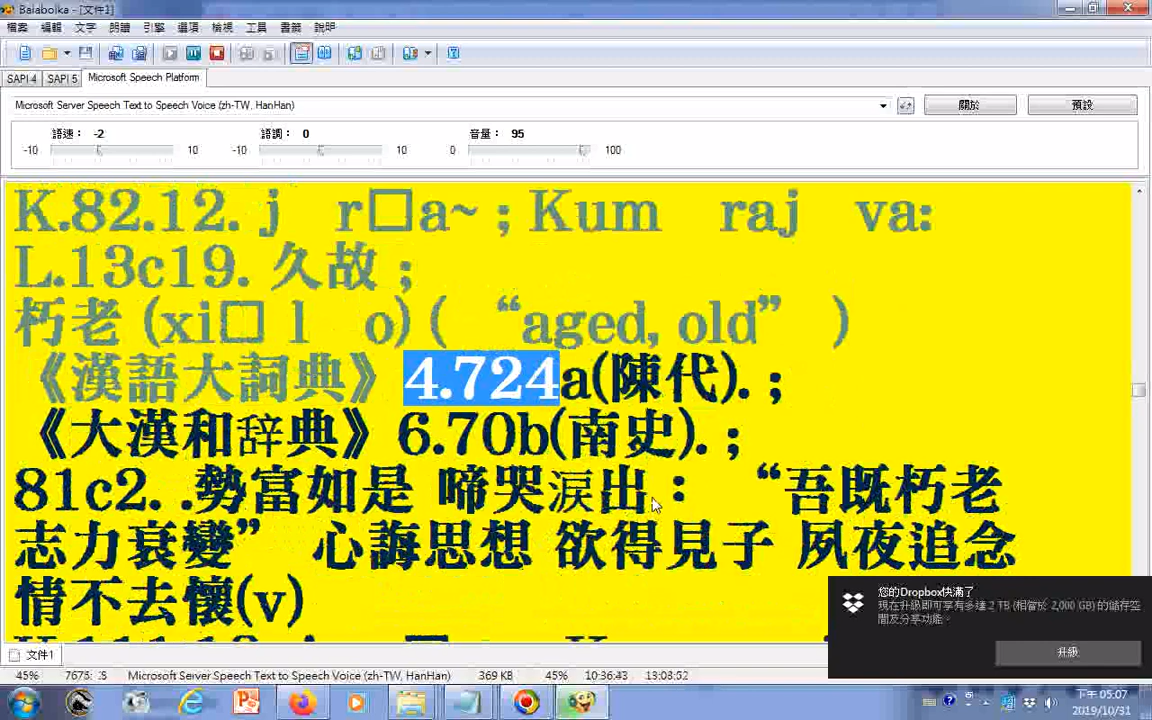 Balabolka - [文件1]
檔案 編輯 文字 朗讀 引擎 選項 檢視 工具 書籤 說明
SAPI 4 SAPI 5 Microsoft Speech Platform
Microsoft Server Speech Text to Speech Voice (zh-TW, HanHan) 關於 預設
語速： -2 語調： 0 音量： 95
-10 10 -10 10 0 100
K.82.12. j r□a~ ; Kum raj va:
L.13c19. 久故 ;
朽老 (xi□ l o) ( “aged, old” )
《漢語大詞典》 4.724a(陳代). ;
《大漢和辞典》 6.70b(南史). ;
81c2. .勢富如是 啼哭涙出： “吾既朽老
志力衰變” 心誨思想 欲得見子 夙夜追念
情不去懷(v)
您的Dropbox快滿了
現在升級即可享有多達 2 TB (相當於 2,000 GB) 的儲存空
間及分享功能。
升級
文件1
45% Microsoft Server Speech Text to Speech Voice (zh-TW, HanHan) 369 KB 45% 10:36:43 13:08:52
下午 05:07
2019/10/31